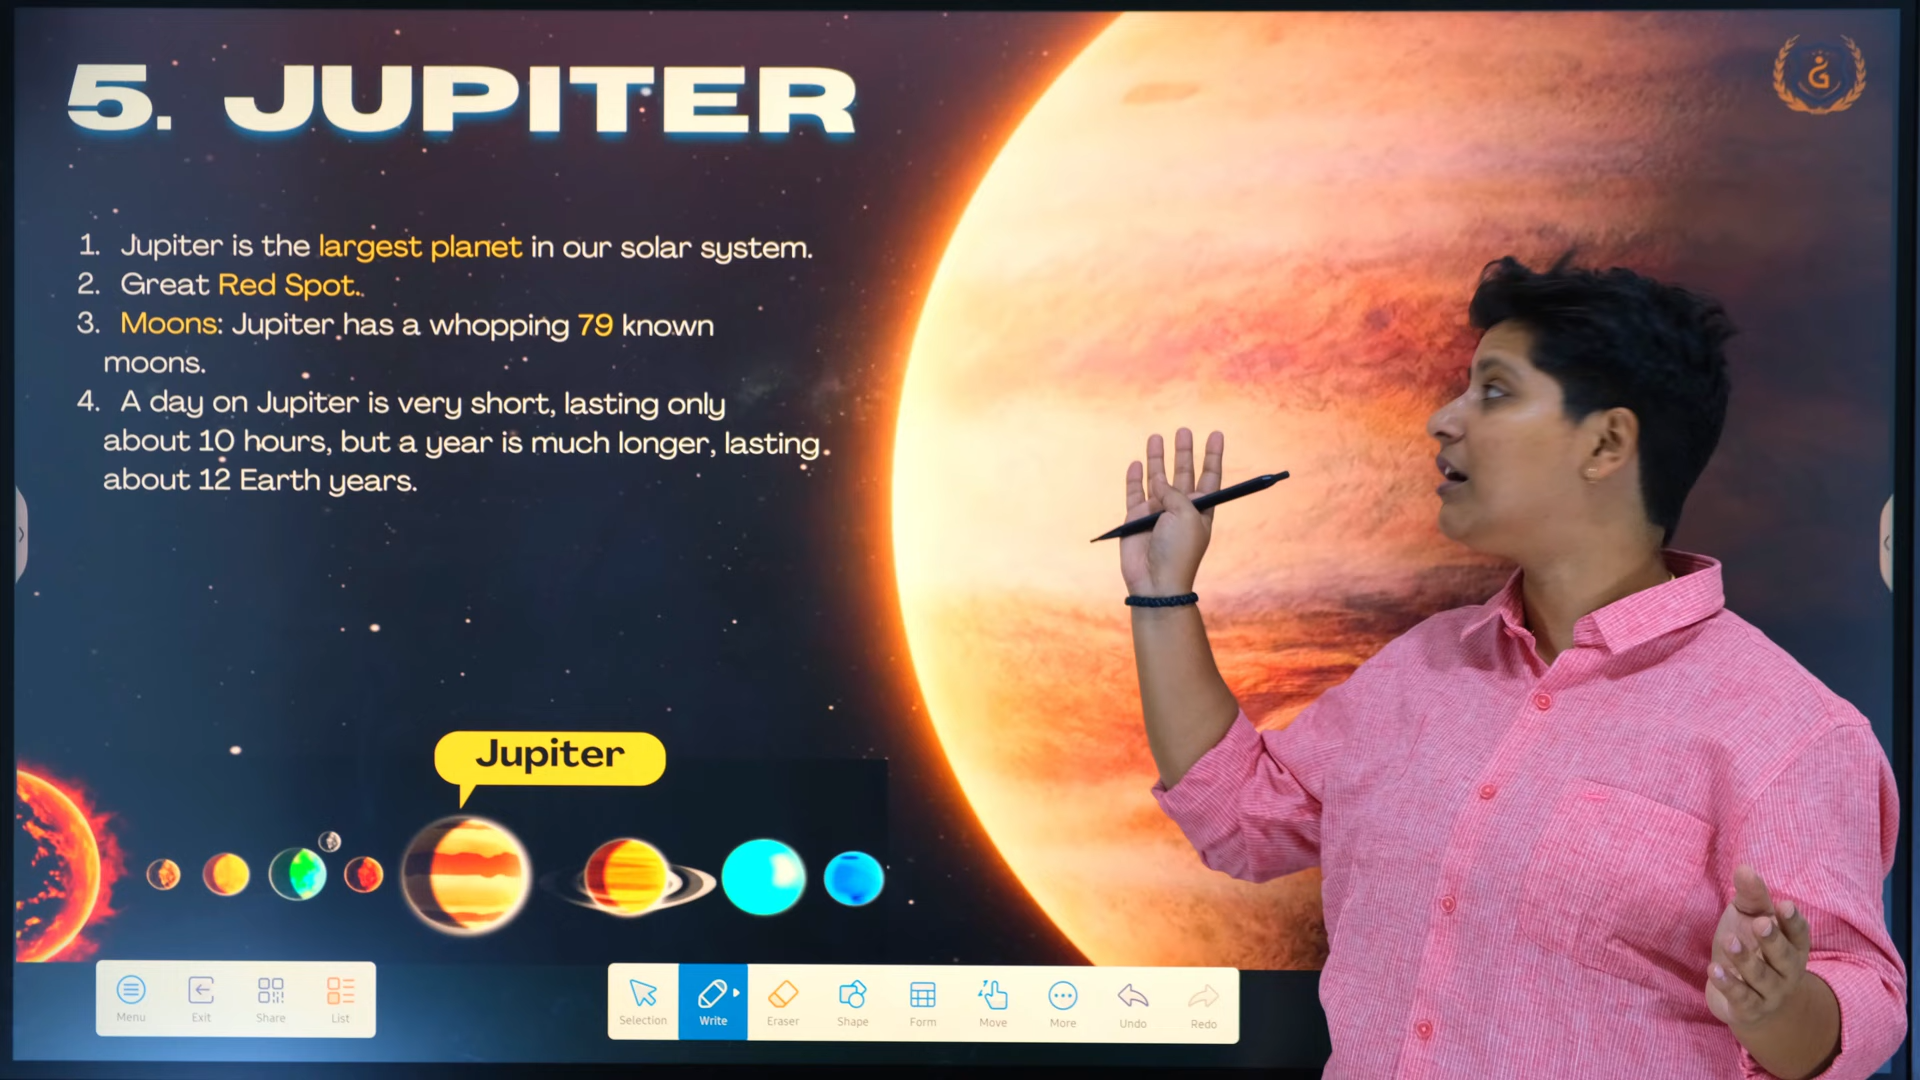 5. JUPITER
1. Jupiter is the largest planet in our solar system.
2. Great Red Spot.
3. Moons: Jupiter has a whopping 79 known
moons.
4. A day on Jupiter is very short, lasting only
about 10 hours, but a year is much longer, lasting
about 12 Earth years.
Jupiter
Menu Exit Share List
Selection Write Eraser Shape Form Move More Undo Redo
G